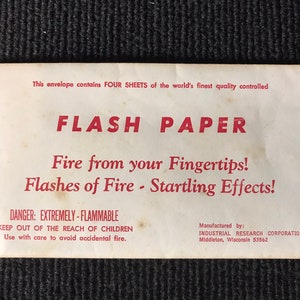 This envelope contains FOUR SHEETS of the world's finest quality controlled
FLASH PAPER
Fire from your Fingertips!
Flashes of Fire - Startling Effects!
DANGER: EXTREMELY-FLAMMABLE
KEEP OUT OF THE REACH OF CHILDREN
Use with care to avoid accidental fire.
Manufactured by:
INDUSTRIAL RESEARCH CORPORATIO
Middleton, Wisconsin 53562